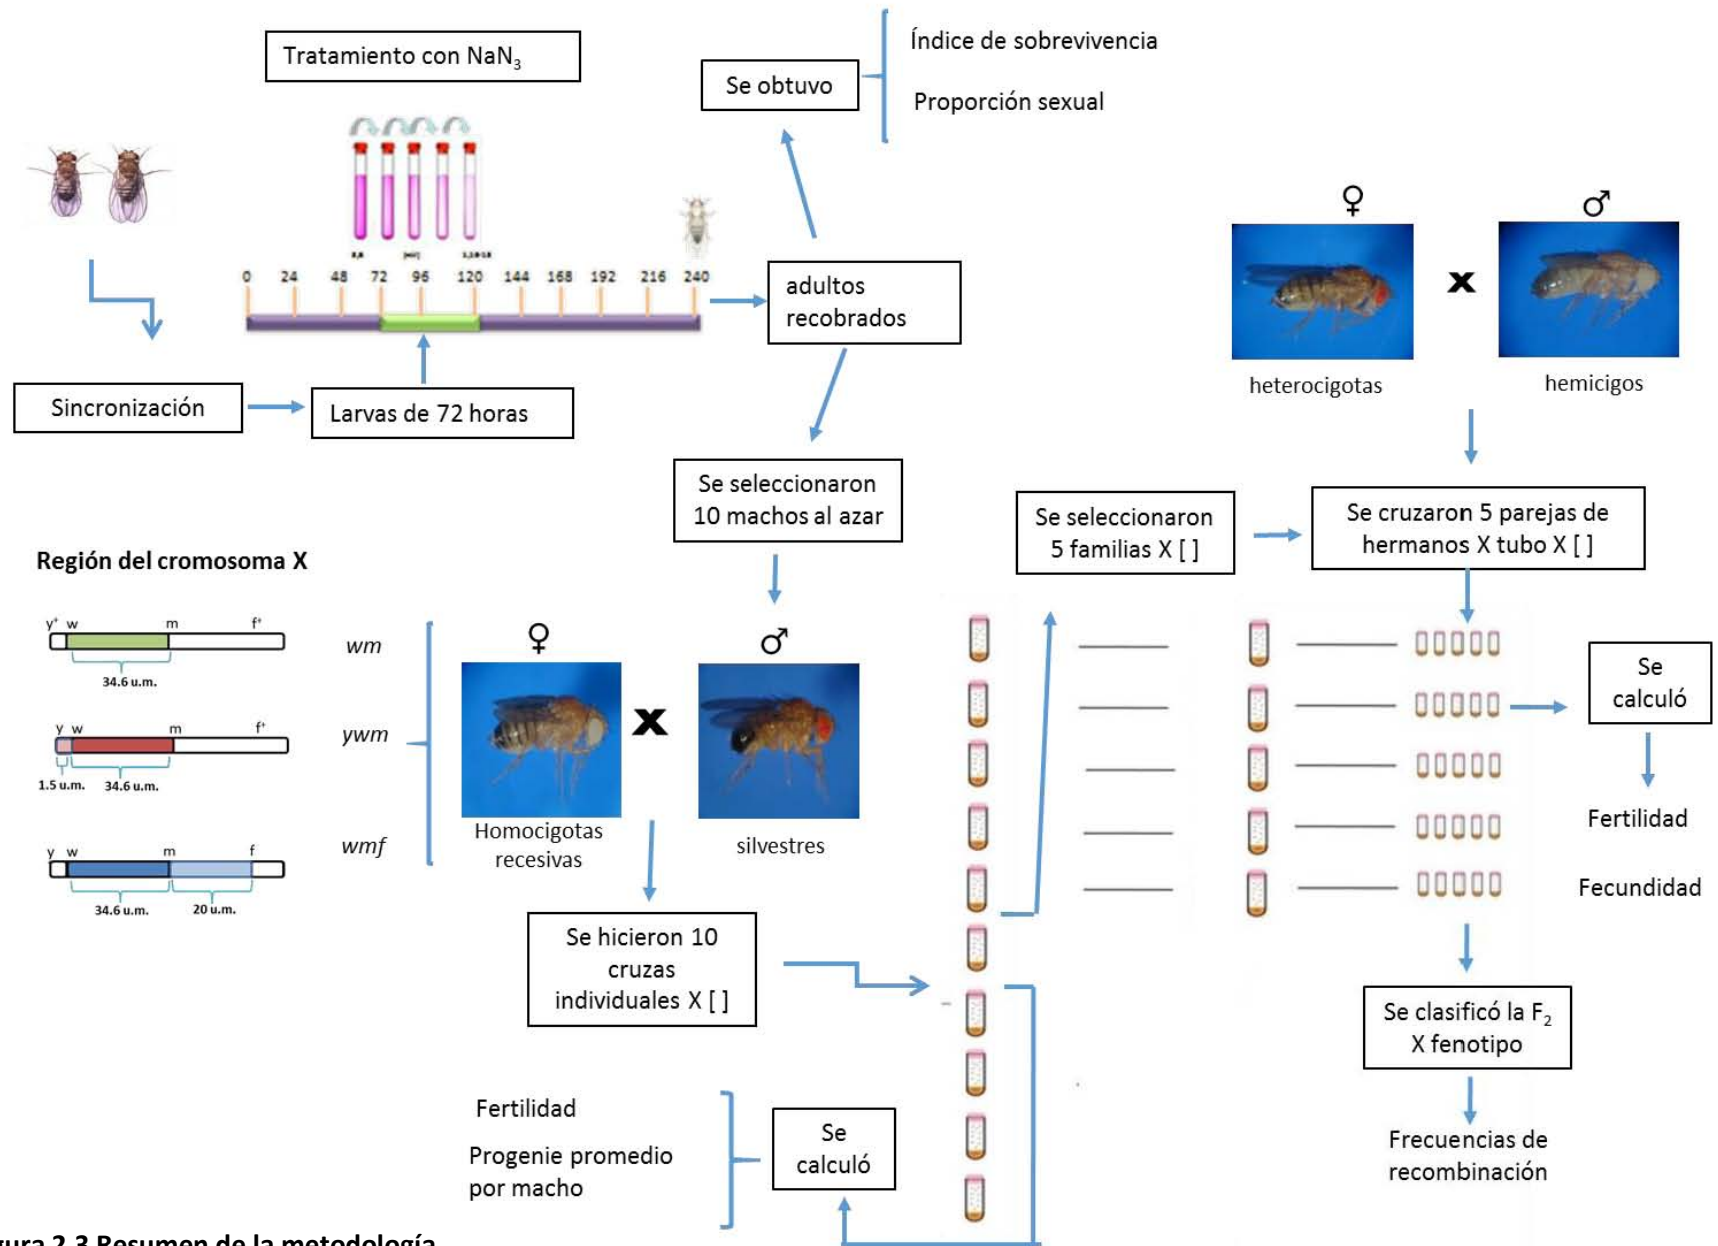 Tratamiento con NaN₃
Se obtuvo
Índice de sobrevivencia
Proporción sexual
0 24 48 72 96 120 144 168 192 216 240
adultos
recobrados
Sincronización
Larvas de 72 horas
Se seleccionaron
10 machos al azar
♀
♂
x
heterocigotas
hemicigos
Se seleccionaron
5 familias X [ ]
Se cruzaron 5 parejas de
hermanos X tubo X [ ]
Región del cromosoma X
y⁺ w m f⁺
34.6 u.m.
wm
y w m f⁺
1.5 u.m. 34.6 u.m.
ywm
y w m f
34.6 u.m. 20 u.m.
wmf
♀
♂
X
Homocigotas
recesivas
silvestres
Se hicieron 10
cruzas
individuales X [ ]
Se
calculó
Fertilidad
Fecundidad
Se clasificó la F₂
X fenotipo
Frecuencias de
recombinación
Fertilidad
Progenie promedio
por macho
Se
calculó
gura 2.3 Resumen de la metodología